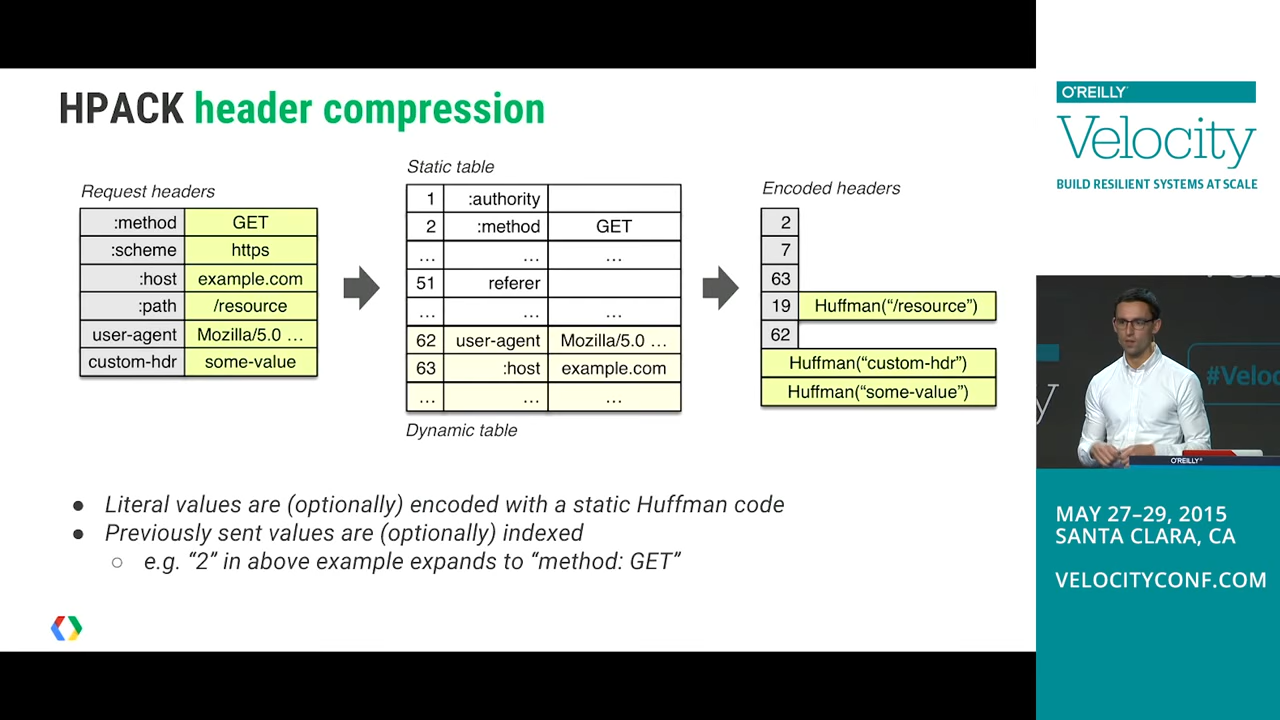 HPACK header compression
Request headers
:method GET
:scheme https
:host example.com
:path /resource
user-agent Mozilla/5.0 ...
custom-hdr some-value
Static table
1 :authority
2 :method GET
... ... ...
51 referer
... ... ...
62 user-agent Mozilla/5.0 ...
63 :host example.com
... ... ...
Dynamic table
Encoded headers
2
7
63
19 Huffman(“/resource”)
62
Huffman(“custom-hdr”)
Huffman(“some-value”)
● Literal values are (optionally) encoded with a static Huffman code
● Previously sent values are (optionally) indexed
○ e.g. “2” in above example expands to “method: GET”
O'REILLY®
Velocity
BUILD RESILIENT SYSTEMS AT SCALE
#Veloc
y
O'REILLY®
MAY 27–29, 2015
SANTA CLARA, CA
VELOCITYCONF.COM